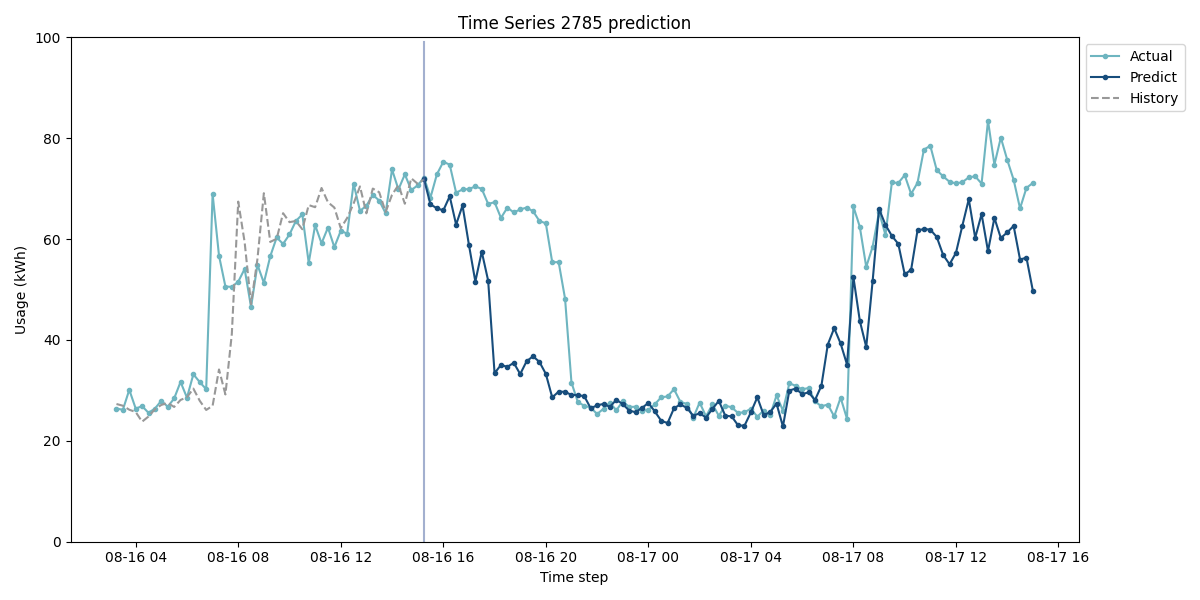 Time Series 2785 prediction
100
80
60
40
20
0
Usage (kWh)
08-16 04
08-16 08
08-16 12
08-16 16
08-16 20
08-17 00
08-17 04
08-17 08
08-17 12
08-17 16
Time step
Actual
Predict
History